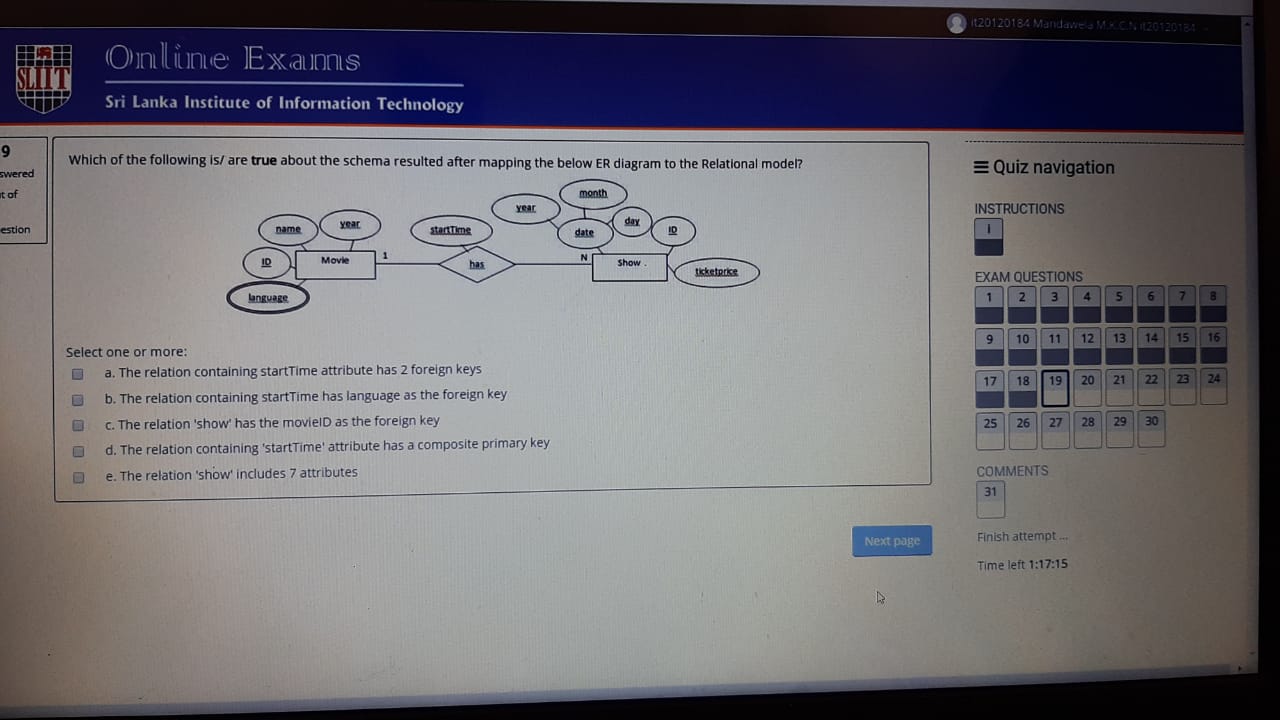 it20120184 Mandawela M.K.C.N it20120184
SLIIT
Online Exams
Sri Lanka Institute of Information Technology
9
swered
t of
estion
Which of the following is/ are true about the schema resulted after mapping the below ER diagram to the Relational model?
month
year
name
year
startTime
day
date
ID
ID
Movie
1
has
N
Show .
ticketprice
language
Select one or more:
a. The relation containing startTime attribute has 2 foreign keys
b. The relation containing startTime has language as the foreign key
c. The relation 'show' has the movieID as the foreign key
d. The relation containing 'startTime' attribute has a composite primary key
e. The relation 'show' includes 7 attributes
Next page
Quiz navigation
INSTRUCTIONS
i
EXAM QUESTIONS
1 2 3 4 5 6 7 8
9 10 11 12 13 14 15 16
17 18 19 20 21 22 23 24
25 26 27 28 29 30
COMMENTS
31
Finish attempt ...
Time left 1:17:15